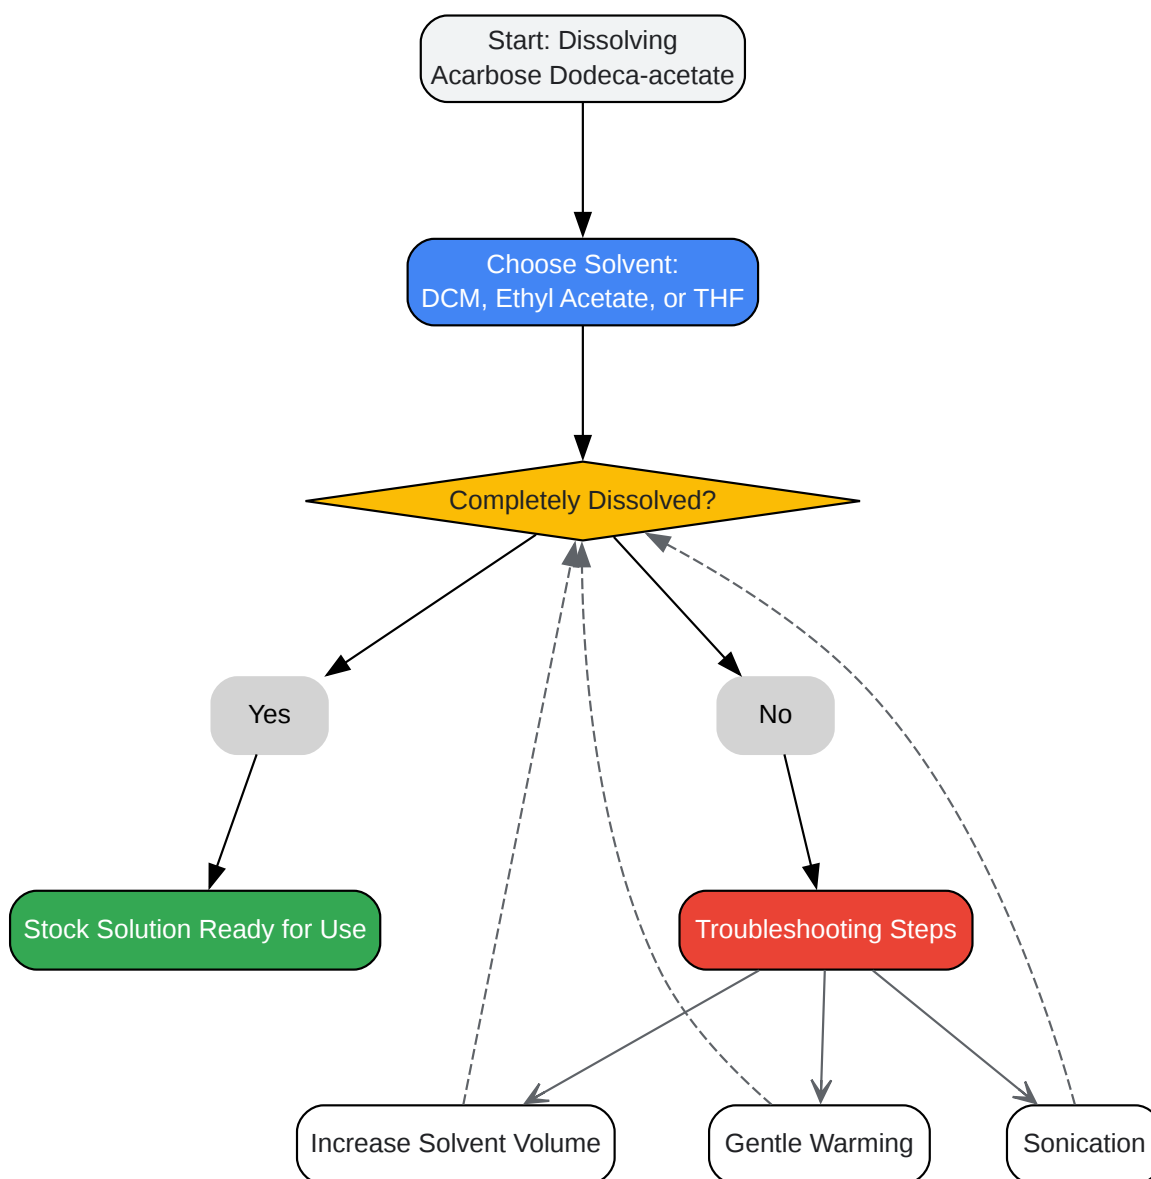 Start: Dissolving
Acarbose Dodeca-acetate
Choose Solvent:
DCM, Ethyl Acetate, or THF
Completely Dissolved?
Yes
No
Stock Solution Ready for Use
Troubleshooting Steps
Increase Solvent Volume
Gentle Warming
Sonication